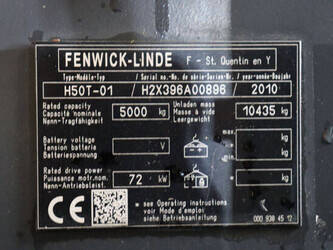 FENWICK-LINDE F - St. Quentin en Y
Type-Modèle-Typ / Serial no.-No. de série-Serien-Nr. / year-année-Baujahr
H50T-01 / H2X396A00896 / 2010
Rated capacity
Capacité nominale 5000 kg
Nenn-Tragfähigkeit
Unladen mass
Masse à vide 10435 kg
Leergewicht
Battery voltage
Tension batterie V
Batteriespannung
* kg
* kg
Rated drive power
Puissance motr.nom. 72 kW
Nenn-Antriebsleist.
CE
* see Operating instructions
voir Mode d'emploi
siehe Betriebsanleitung
000 938 45 12